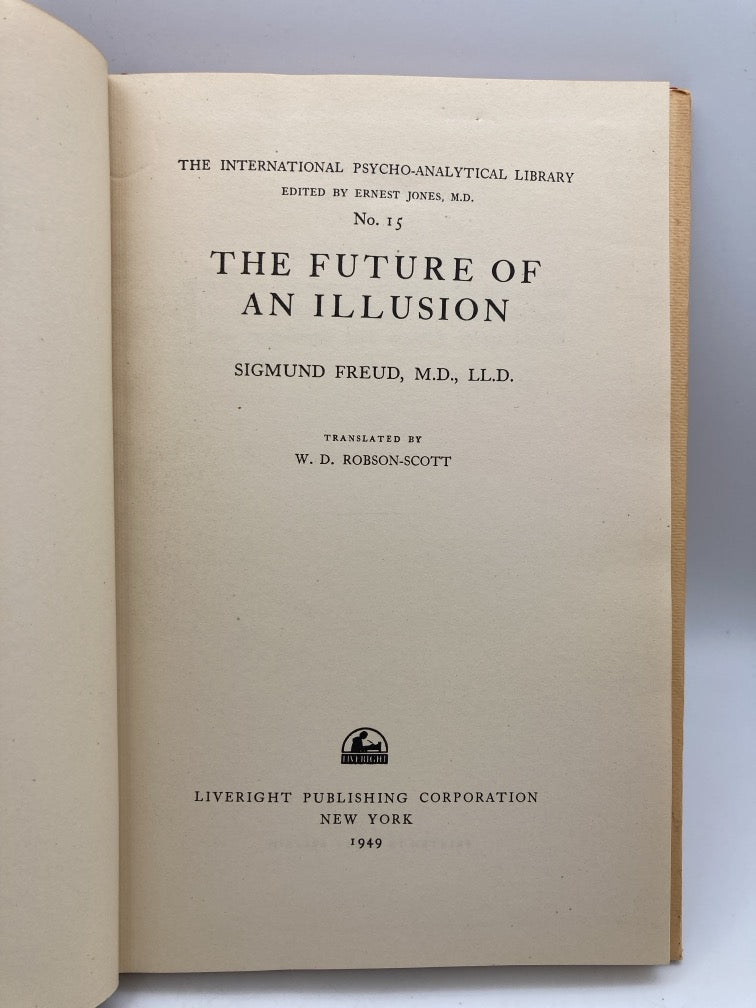 THE INTERNATIONAL PSYCHO-ANALYTICAL LIBRARY
EDITED BY ERNEST JONES, M.D.
No. 15
THE FUTURE OF
AN ILLUSION
SIGMUND FREUD, M.D., LL.D.
TRANSLATED BY
W. D. ROBSON-SCOTT
LIVERIGHT
LIVERIGHT PUBLISHING CORPORATION
NEW YORK
1949